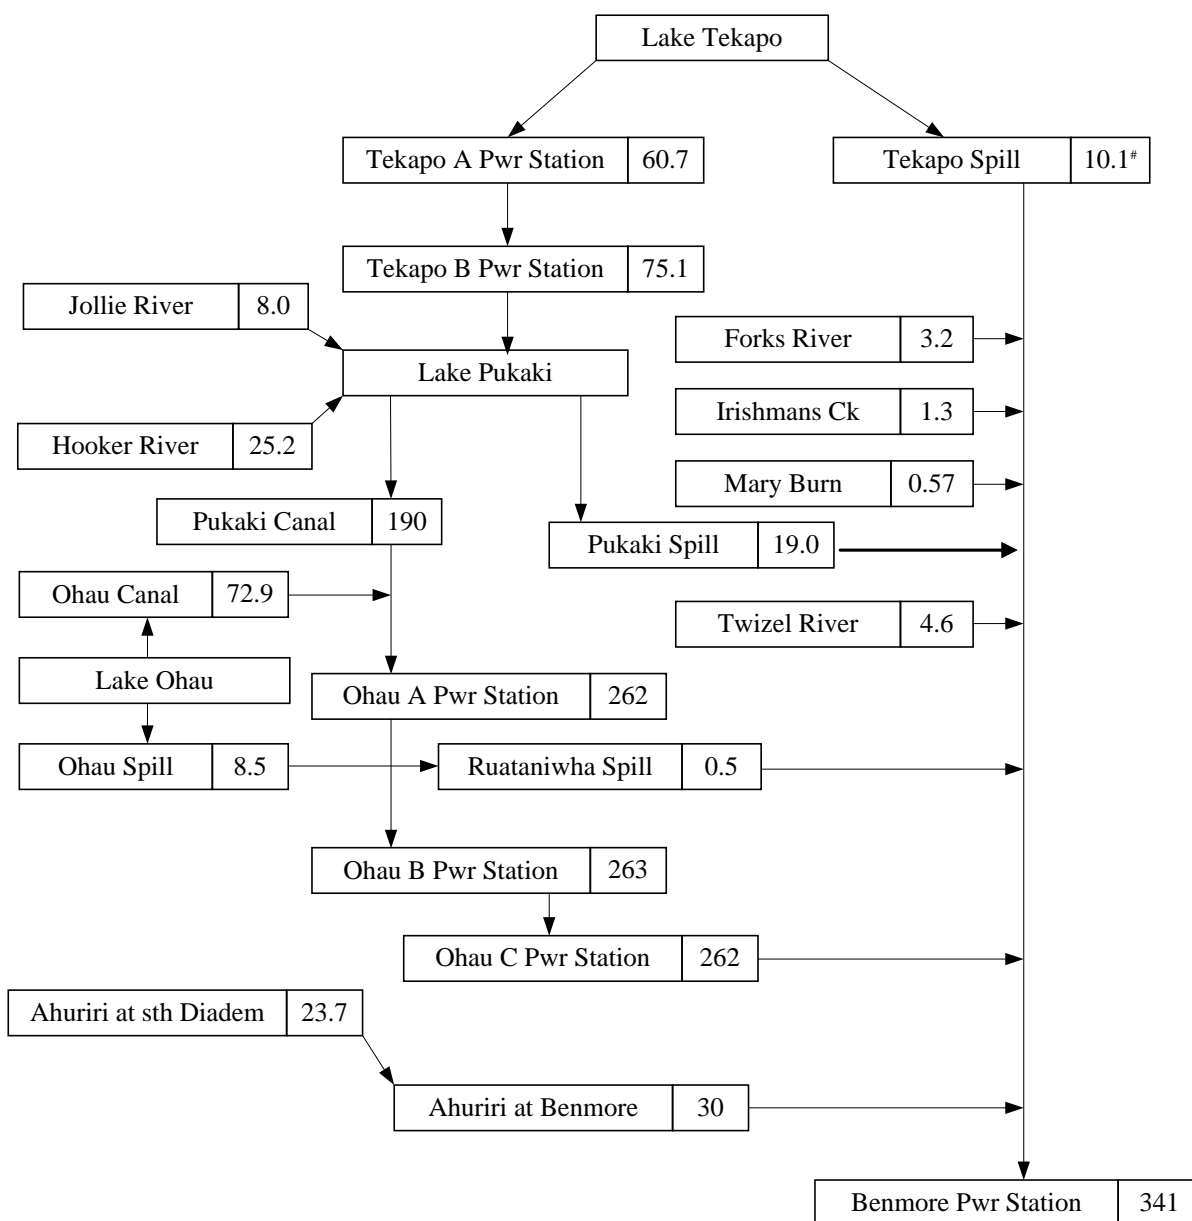 Lake Tekapo
Tekapo A Pwr Station 60.7
Tekapo Spill 10.1#
Tekapo B Pwr Station 75.1
Jollie River 8.0
Forks River 3.2
Lake Pukaki
Irishmans Ck 1.3
Hooker River 25.2
Mary Burn 0.57
Pukaki Canal 190
Pukaki Spill 19.0
Ohau Canal 72.9
Twizel River 4.6
Lake Ohau
Ohau A Pwr Station 262
Ohau Spill 8.5
Ruataniwha Spill 0.5
Ohau B Pwr Station 263
Ohau C Pwr Station 262
Ahuriri at sth Diadem 23.7
Ahuriri at Benmore 30
Benmore Pwr Station 341